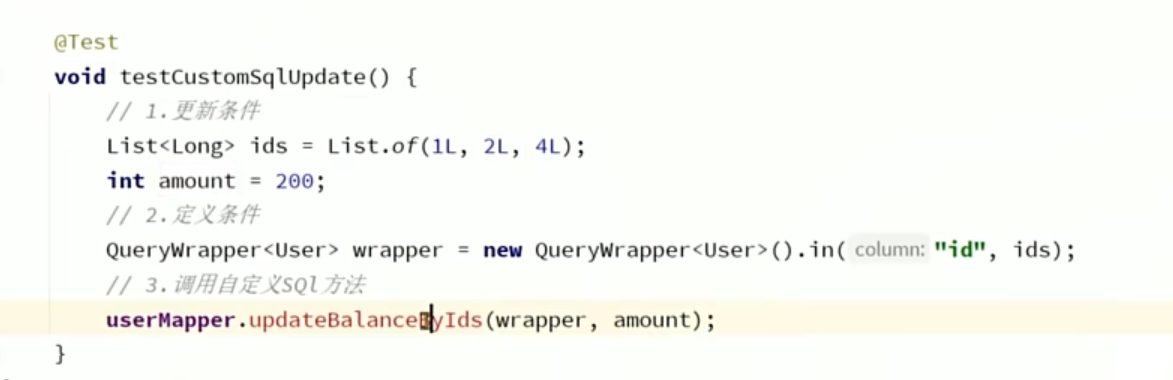 @Test
void testCustomSqlUpdate() {
// 1.更新条件
List<Long> ids = List.of(1L, 2L, 4L);
int amount = 200;
// 2.定义条件
QueryWrapper<User> wrapper = new QueryWrapper<User>().in( column: "id", ids);
// 3.调用自定义SQl方法
userMapper.updateBalanceByIds(wrapper, amount);
}